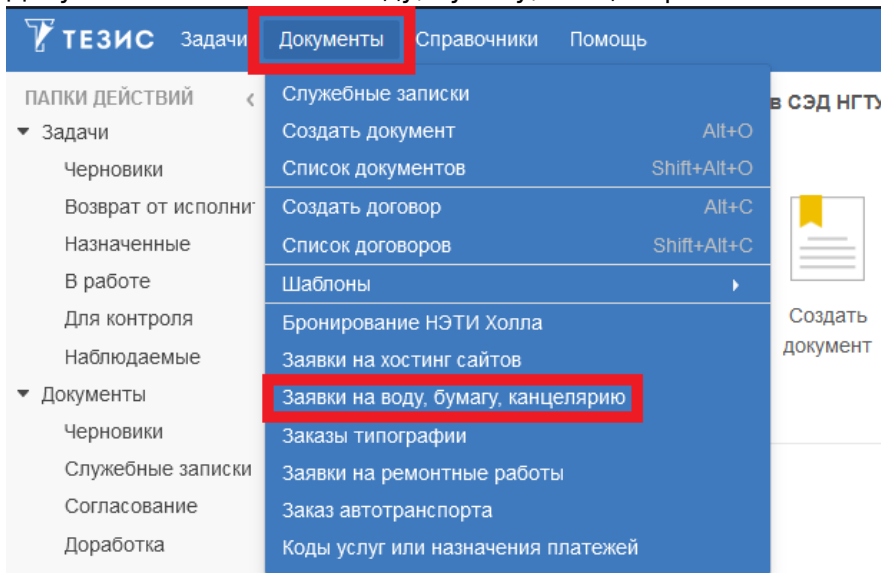 ТЕЗИС Задачи Документы Справочники Помощь
ПАПКИ ДЕЙСТВИЙ
Задачи
Черновики
Возврат от исполни
Назначенные
В работе
Для контроля
Наблюдаемые
Документы
Черновики
Служебные записки
Согласование
Доработка
Служебные записки
Создать документ Alt+O
Список документов Shift+Alt+O
Создать договор Alt+C
Список договоров Shift+Alt+C
Шаблоны
Бронирование НЭТИ Холла
Заявки на хостинг сайтов
Заявки на воду, бумагу, канцелярию
Заказы типографии
Заявки на ремонтные работы
Заказ автотранспорта
Коды услуг или назначения платежей
в СЭД НГТУ
Создать
документ